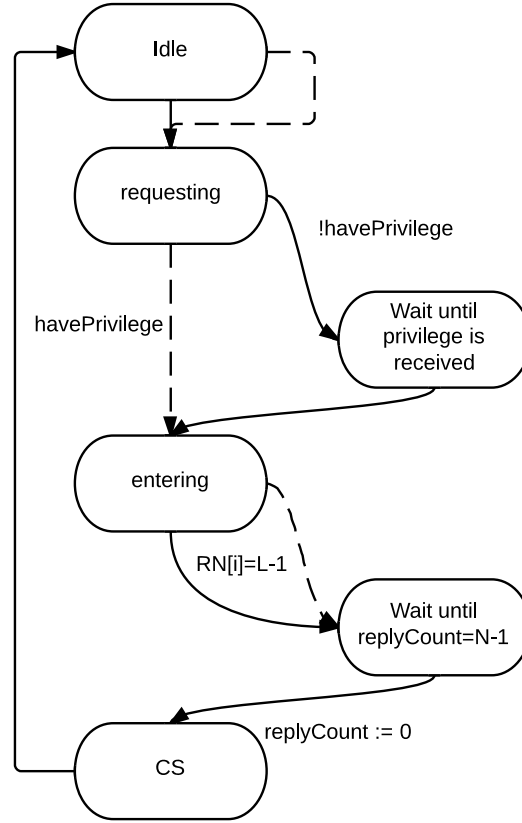 Idle
requesting
!havePrivilege
havePrivilege
Wait until
privilege is
received
entering
RN[i]=L-1
Wait until
replyCount=N-1
replyCount := 0
CS